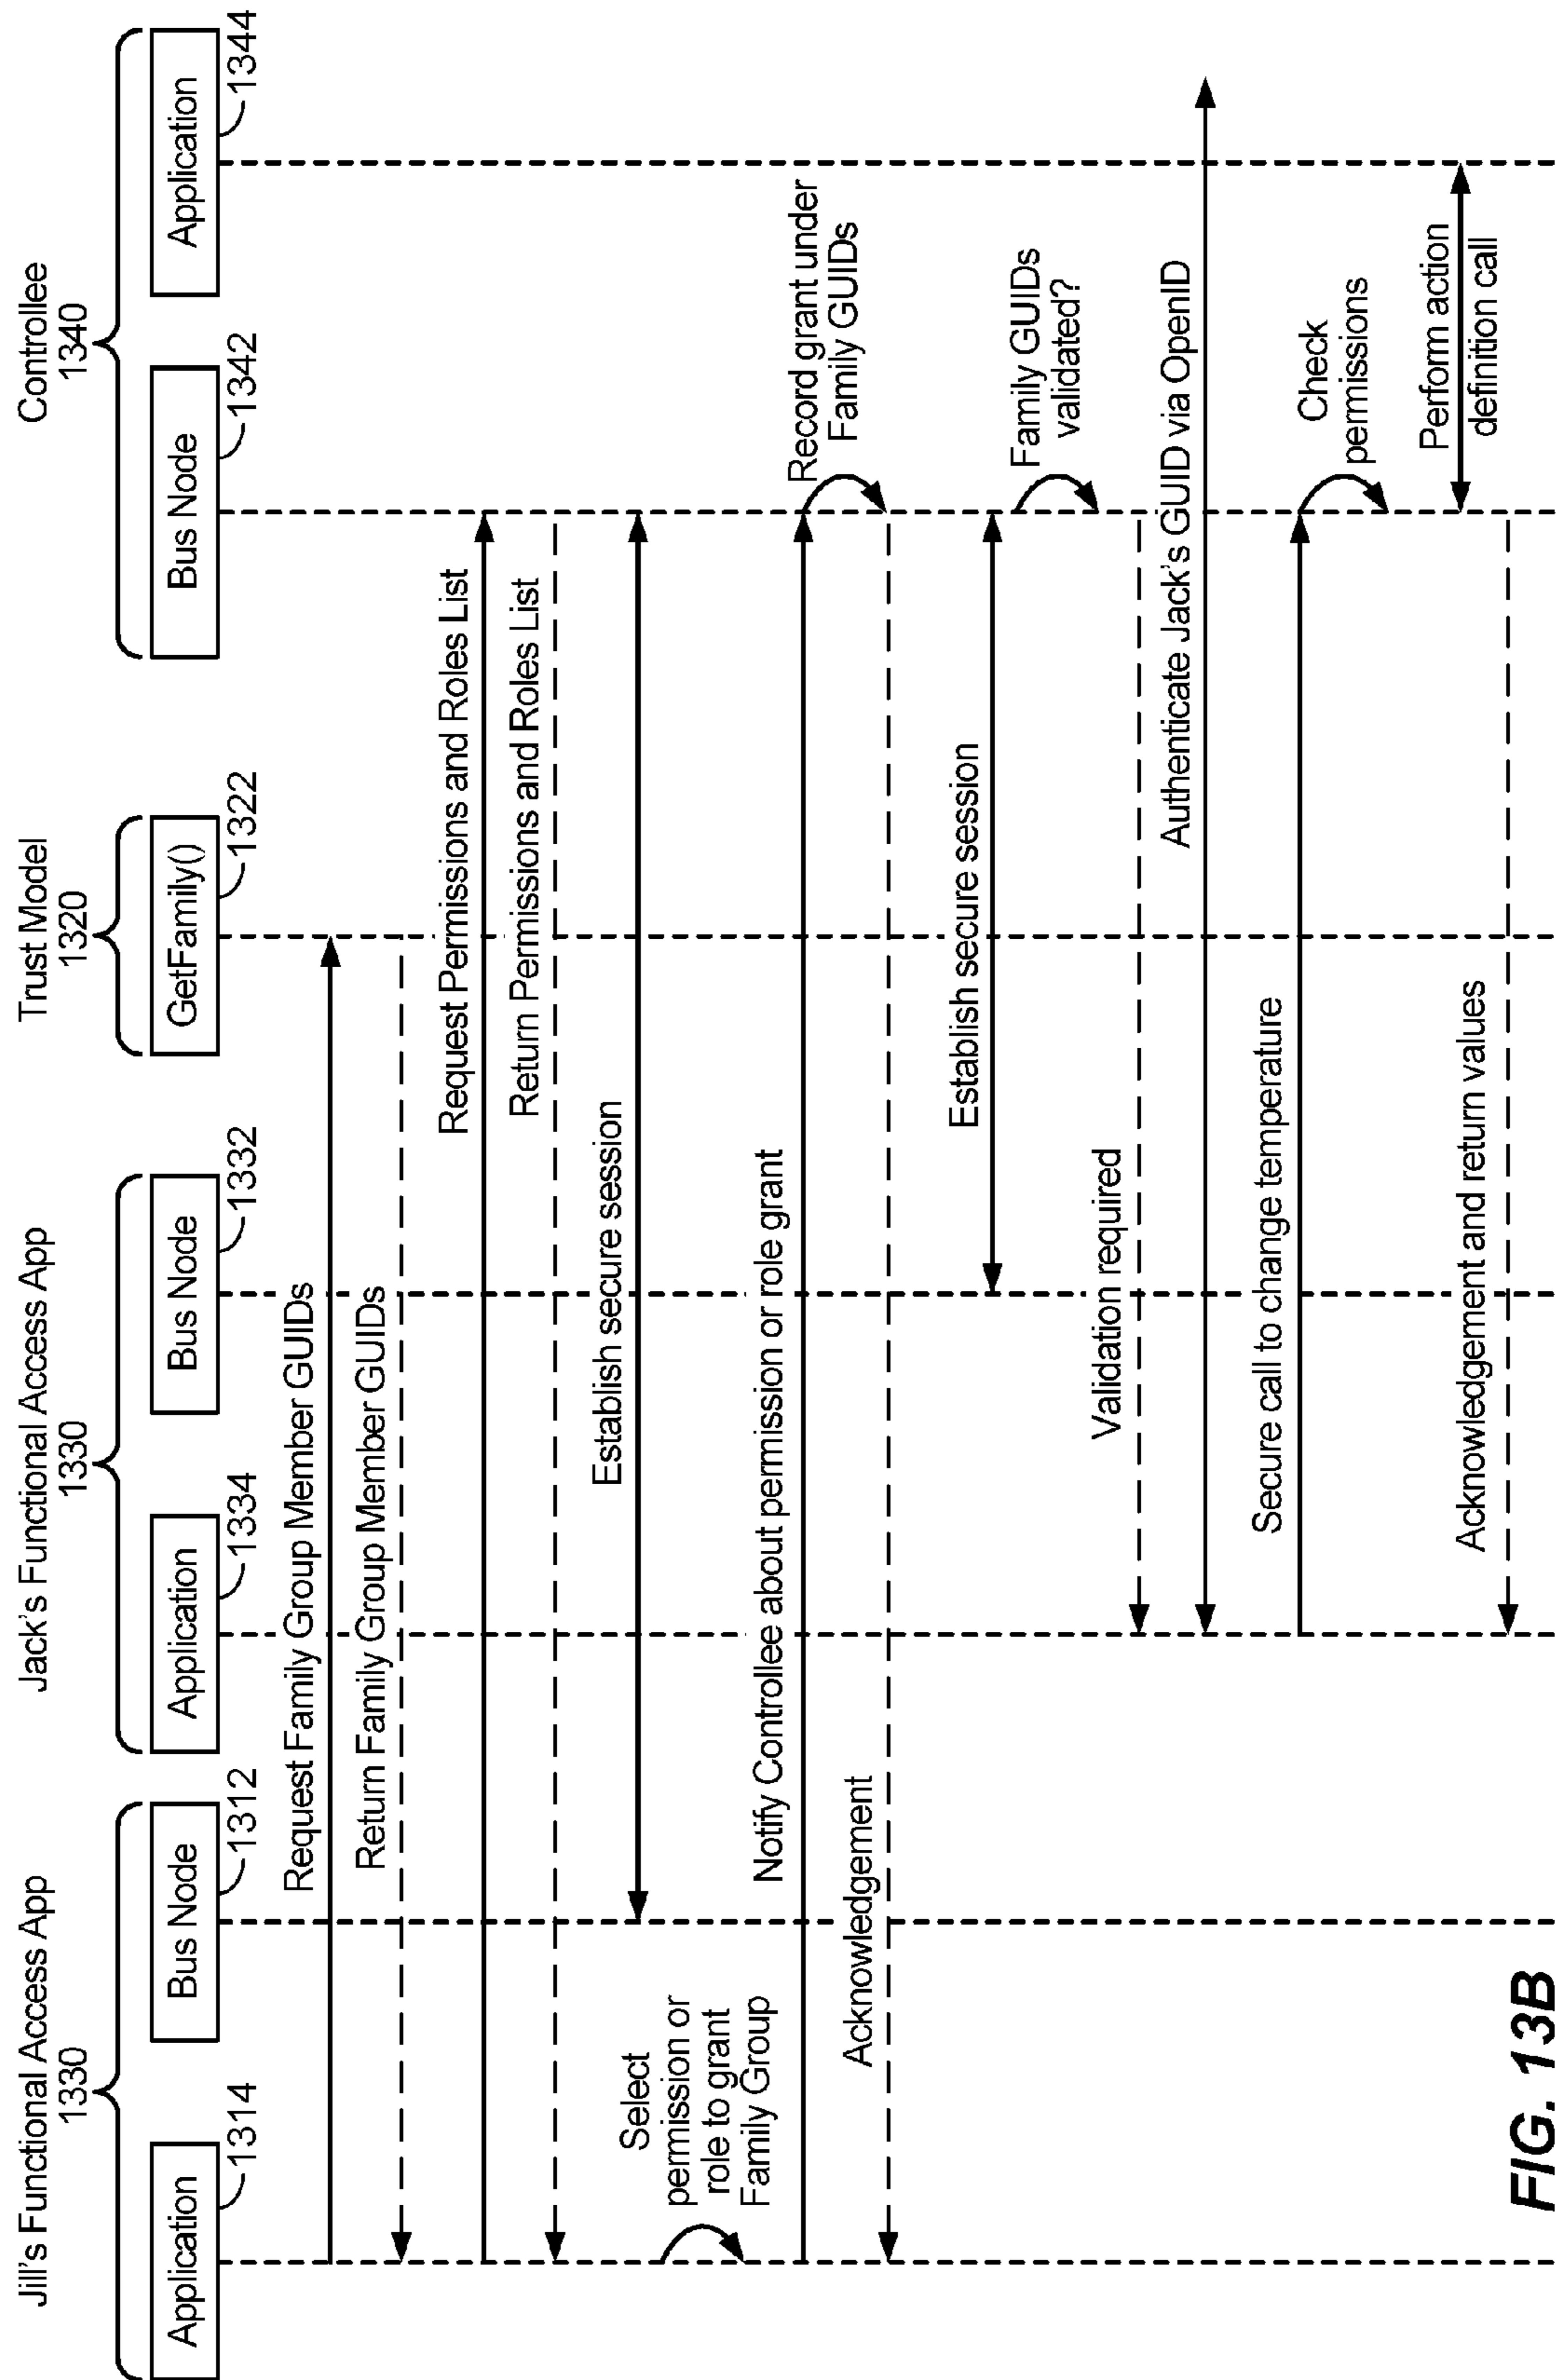 Jill's Functional Access App
1330
Application
1314
Bus Node
1312
Jack's Functional Access App
1330
Application
1334
Bus Node
1332
Trust Model
1320
GetFamily()
1322
Controllee
1340
Bus Node
1342
Application
1344
Request Family Group Member GUIDs
Return Family Group Member GUIDs
Request Permissions and Roles List
Return Permissions and Roles List
Establish secure session
Select
permission or
role to grant
Family Group
Notify Controllee about permission or role grant
Record grant under
Family GUIDs
Acknowledgement
Establish secure session
Family GUIDs
validated?
Validation required
Authenticate Jack's GUID via OpenID
Secure call to change temperature
Check
permissions
Perform action
definition call
Acknowledgement and return values
FIG. 13B